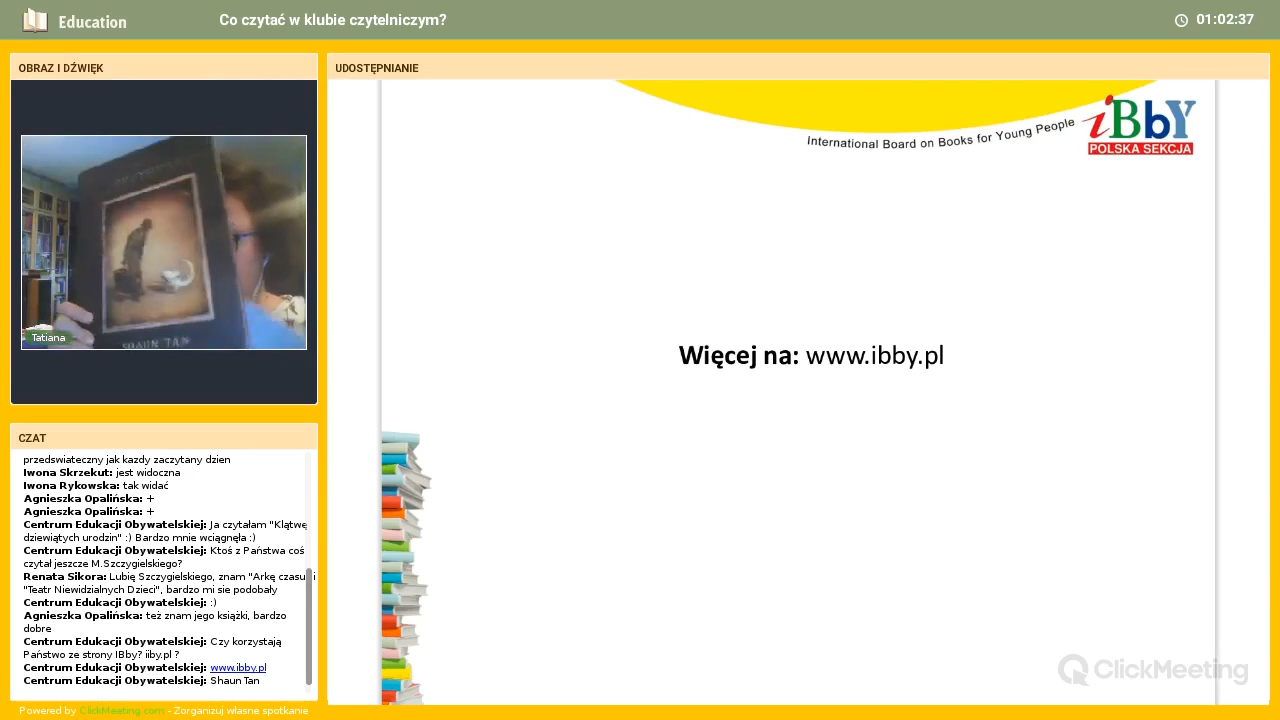 Education
Co czytać w klubie czytelniczym?
01:02:37
OBRAZ I DŹWIĘK
SHAUN TAN
Tatiana
CZAT
przedswiateczny jak kazdy zaczytany dzien
Iwona Skrzekut: jest widoczna
Iwona Rykowska: tak widać
Agnieszka Opalińska: +
Agnieszka Opalińska: +
Centrum Edukacji Obywatelskiej: Ja czytałam "Klątwę
dziewiątych urodzin" :) Bardzo mnie wciągnęła :)
Centrum Edukacji Obywatelskiej: Ktoś z Państwa coś
czytał jeszcze M.Szczygielskiego?
Renata Sikora: Lubię Szczygielskiego, znam "Arkę czasu i
"Teatr Niewidzialnych Dzieci", bardzo mi sie podobały
Centrum Edukacji Obywatelskiej: :)
Agnieszka Opalińska: też znam jego książki, bardzo
dobre
Centrum Edukacji Obywatelskiej: Czy korzystają
Państwo ze strony IBby? iiby.pl ?
Centrum Edukacji Obywatelskiej: www.ibby.pl
Centrum Edukacji Obywatelskiej: Shaun Tan
Powered by ClickMeeting.com - Zorganizuj własne spotkanie
UDOSTĘPNIANIE
International Board on Books for Young People
iBbY
POLSKA SEKCJA
Więcej na: www.ibby.pl
ClickMeeting